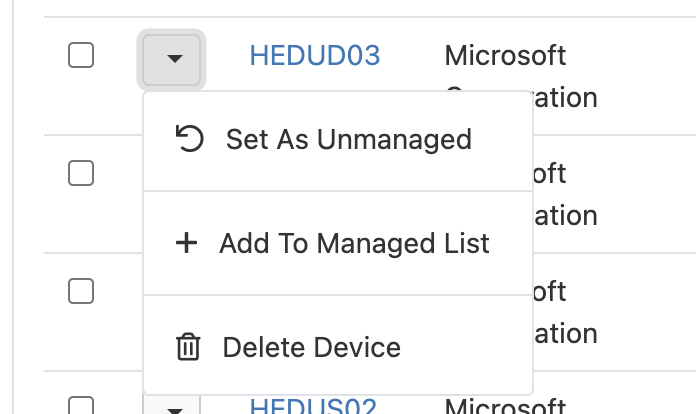 HEDUD03 Microsoft
ation
Set As Unmanaged
oft
ation
Add To Managed List
oft
ation
Delete Device
HEDUS02 Microsoft